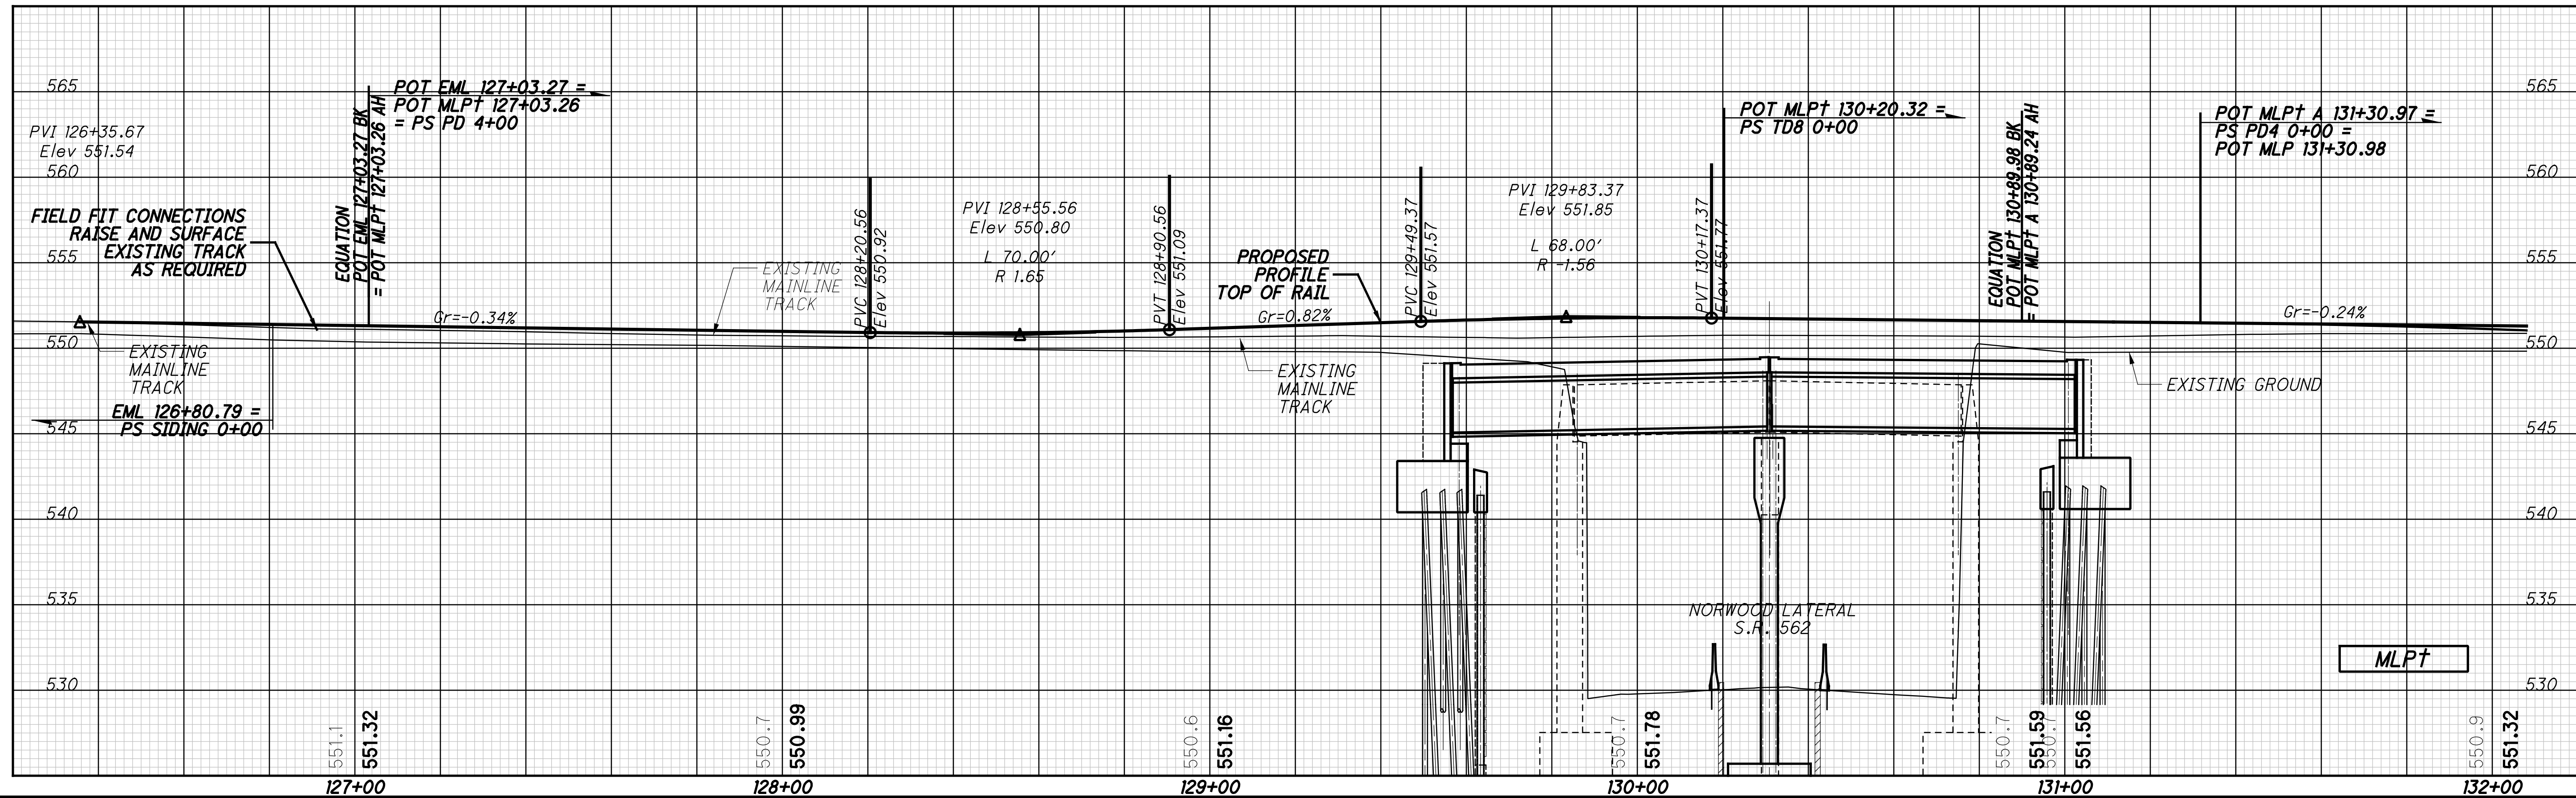 565
560
555
550
545
540
535
530
PVI 126+35.67
Elev 551.54
FIELD FIT CONNECTIONS
RAISE AND SURFACE
EXISTING TRACK
AS REQUIRED
EQUATION
POT EML 127+03.27 BK
= POT MLP† 127+03.26 AH
POT EML 127+03.27 =
POT MLP† 127+03.26
= PS PD 4+00
Gr=-0.34%
EXISTING
MAINLINE
TRACK
EML 126+80.79 =
PS SIDING 0+00
EXISTING
MAINLINE
TRACK
PVC 128+20.56
Elev 550.92
PVI 128+55.56
Elev 550.80
L 70.00'
R 1.65
PVT 128+90.56
Elev 551.09
PROPOSED
PROFILE
TOP OF RAIL
Gr=0.82%
EXISTING
MAINLINE
TRACK
PVC 129+49.37
Elev 551.57
PVI 129+83.37
Elev 551.85
L 68.00'
R -1.56
PVT 130+17.37
Elev 551.77
POT MLP† 130+20.32 =
PS TD8 0+00
EQUATION
POT MLP† 130+89.98 BK
= POT MLP† A 130+89.24 AH
POT MLP† A 131+30.97 =
PS PD4 0+00 =
POT MLP 131+30.98
Gr=-0.24%
EXISTING GROUND
NORWOOD LATERAL
S.R. 562
MLP†
565
560
555
550
545
540
535
530
551.1
551.32
550.7
550.99
550.6
551.16
550.7
551.78
550.7
551.59
550.7
551.56
550.9
551.32
127+00
128+00
129+00
130+00
131+00
132+00